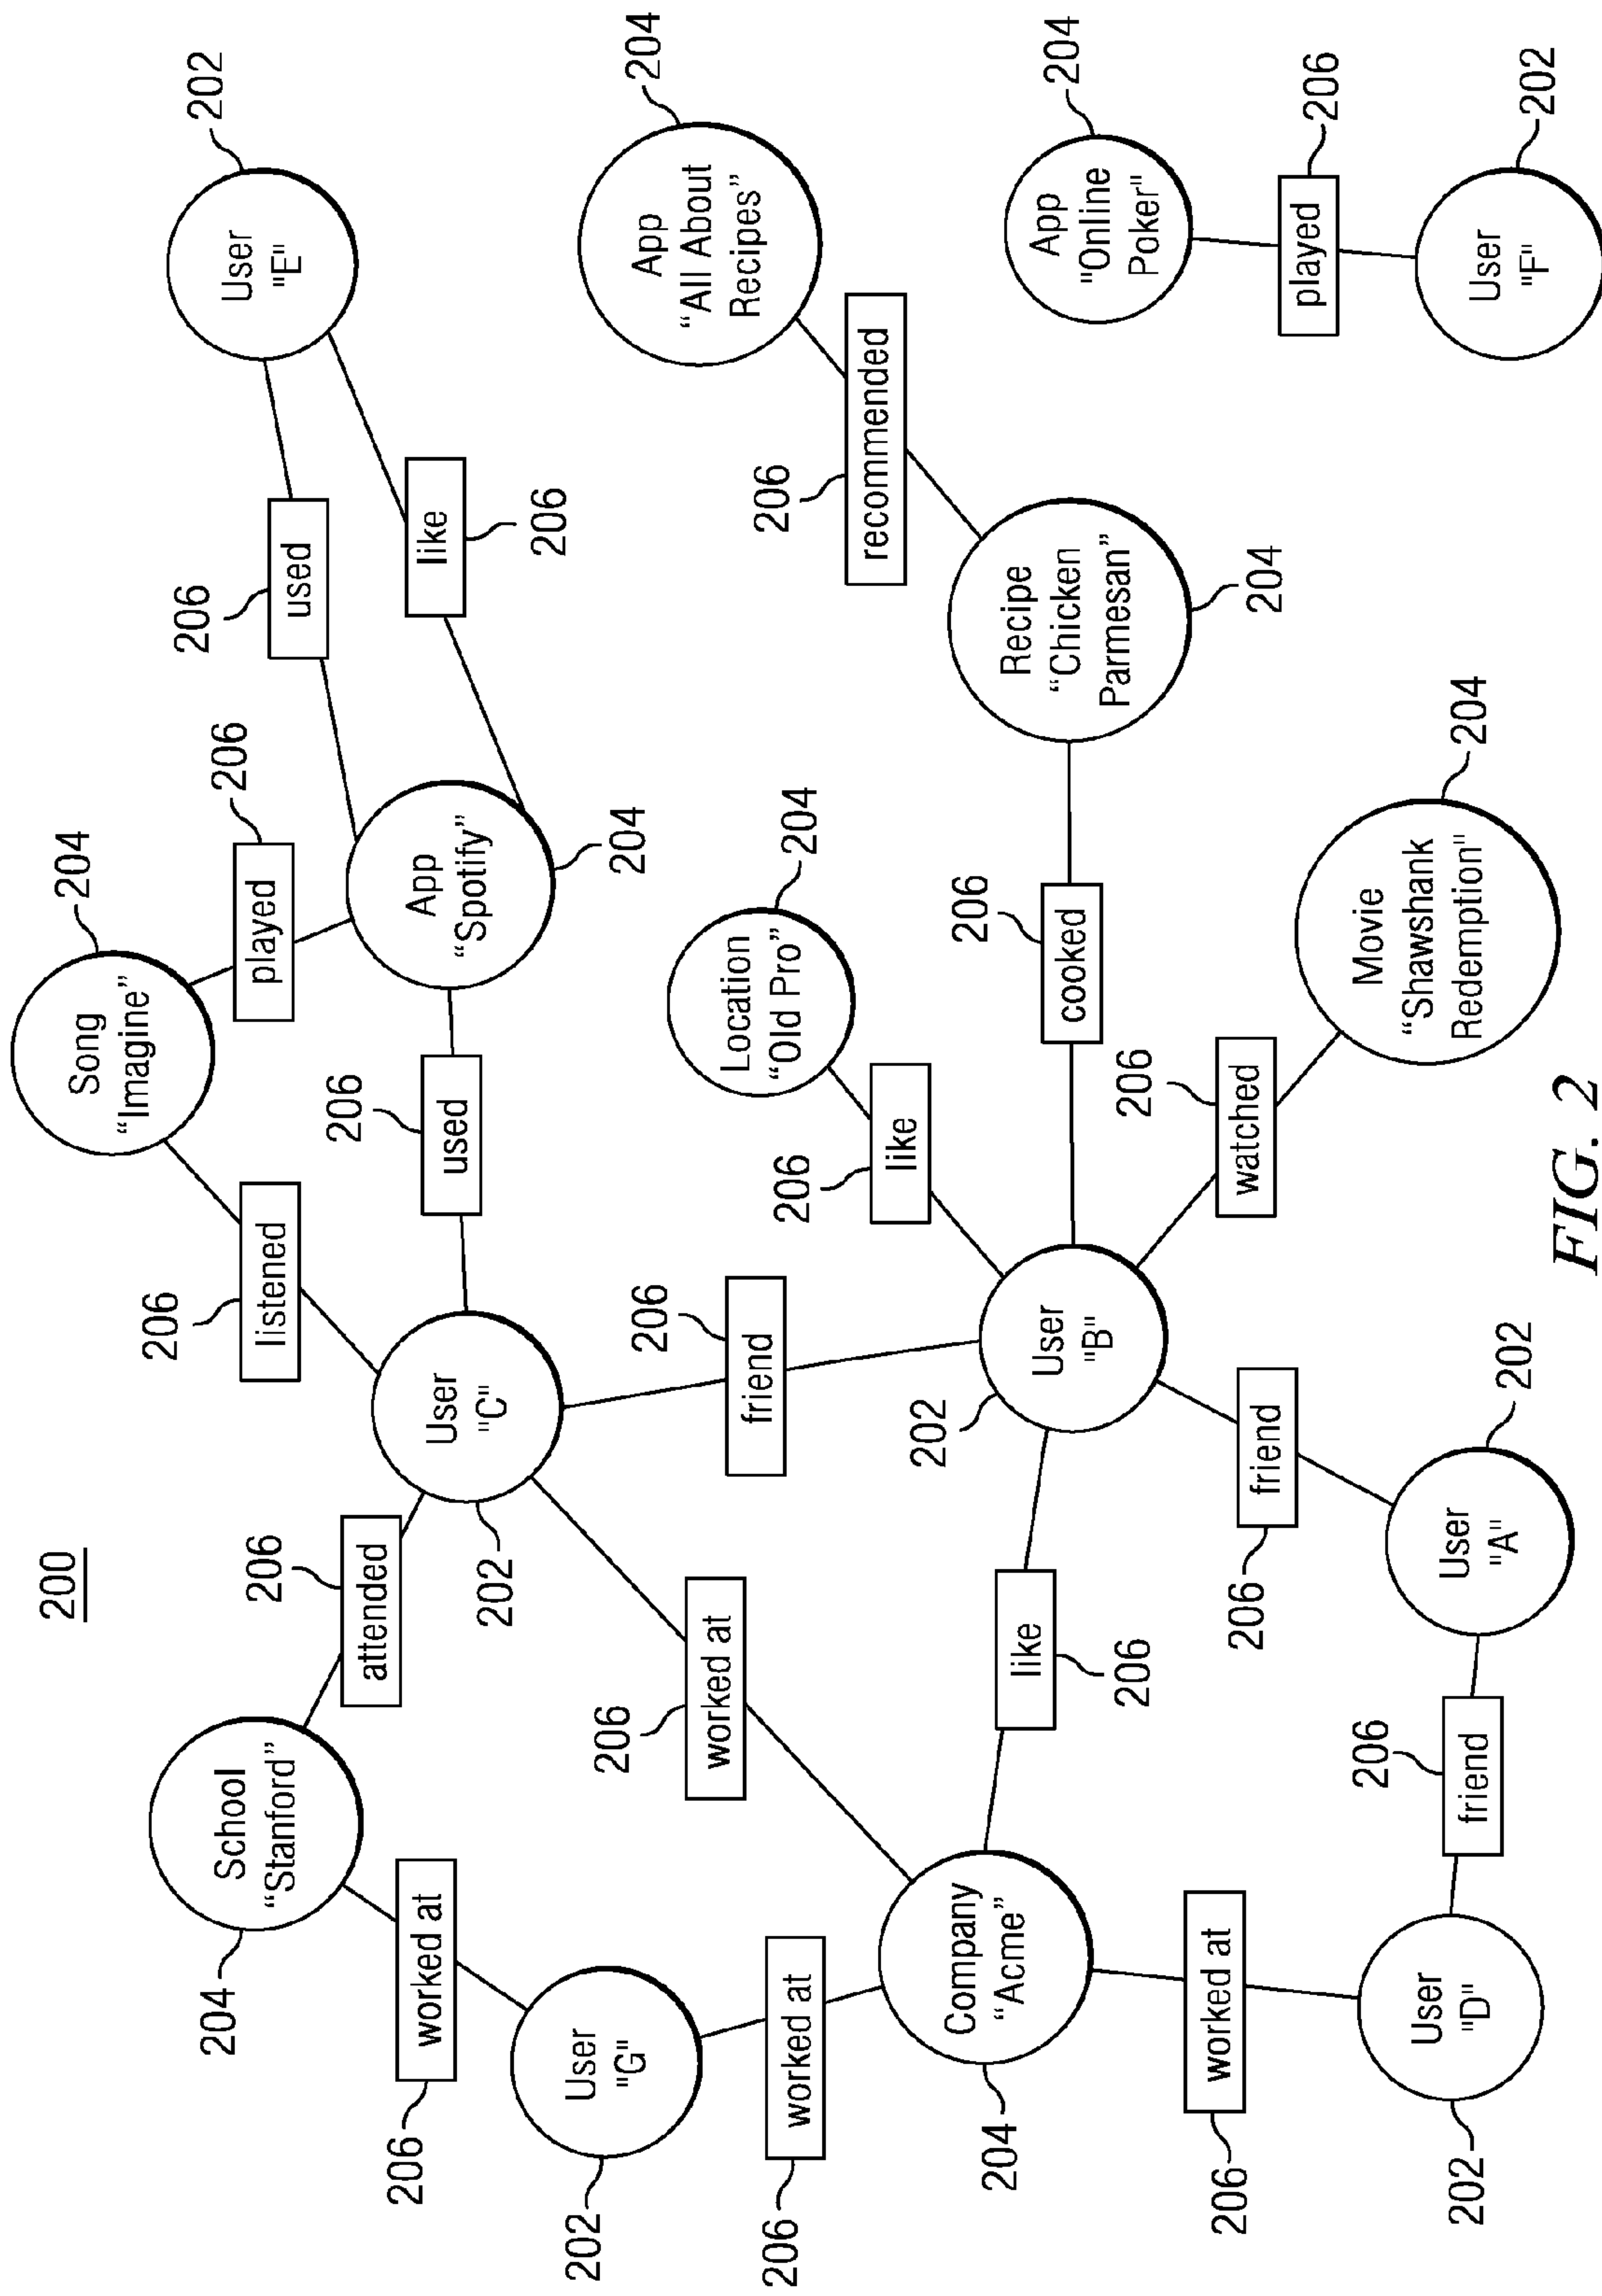 200
Song
“Imagine”
204
206
listened
206
played
206
used
User
"E"
202
204
School
“Stanford”
206
attended
206
used
App
“Spotify”
204
like
206
206
worked at
User
"C"
202
206
friend
204
Location
“Old Pro”
App
“All About
Recipes”
204
202
User
"G"
206
worked at
206
worked at
206
like
206
recommended
204
Company
“Acme”
like
206
202
User
"B"
206
cooked
Recipe
“Chicken
Parmesan”
204
App
"Online
Poker"
204
206
worked at
206
friend
206
watched
played
206
202
User
"D"
206
friend
User
"A"
202
Movie
“Shawshank
Redemption"
204
User
"F"
202
FIG. 2